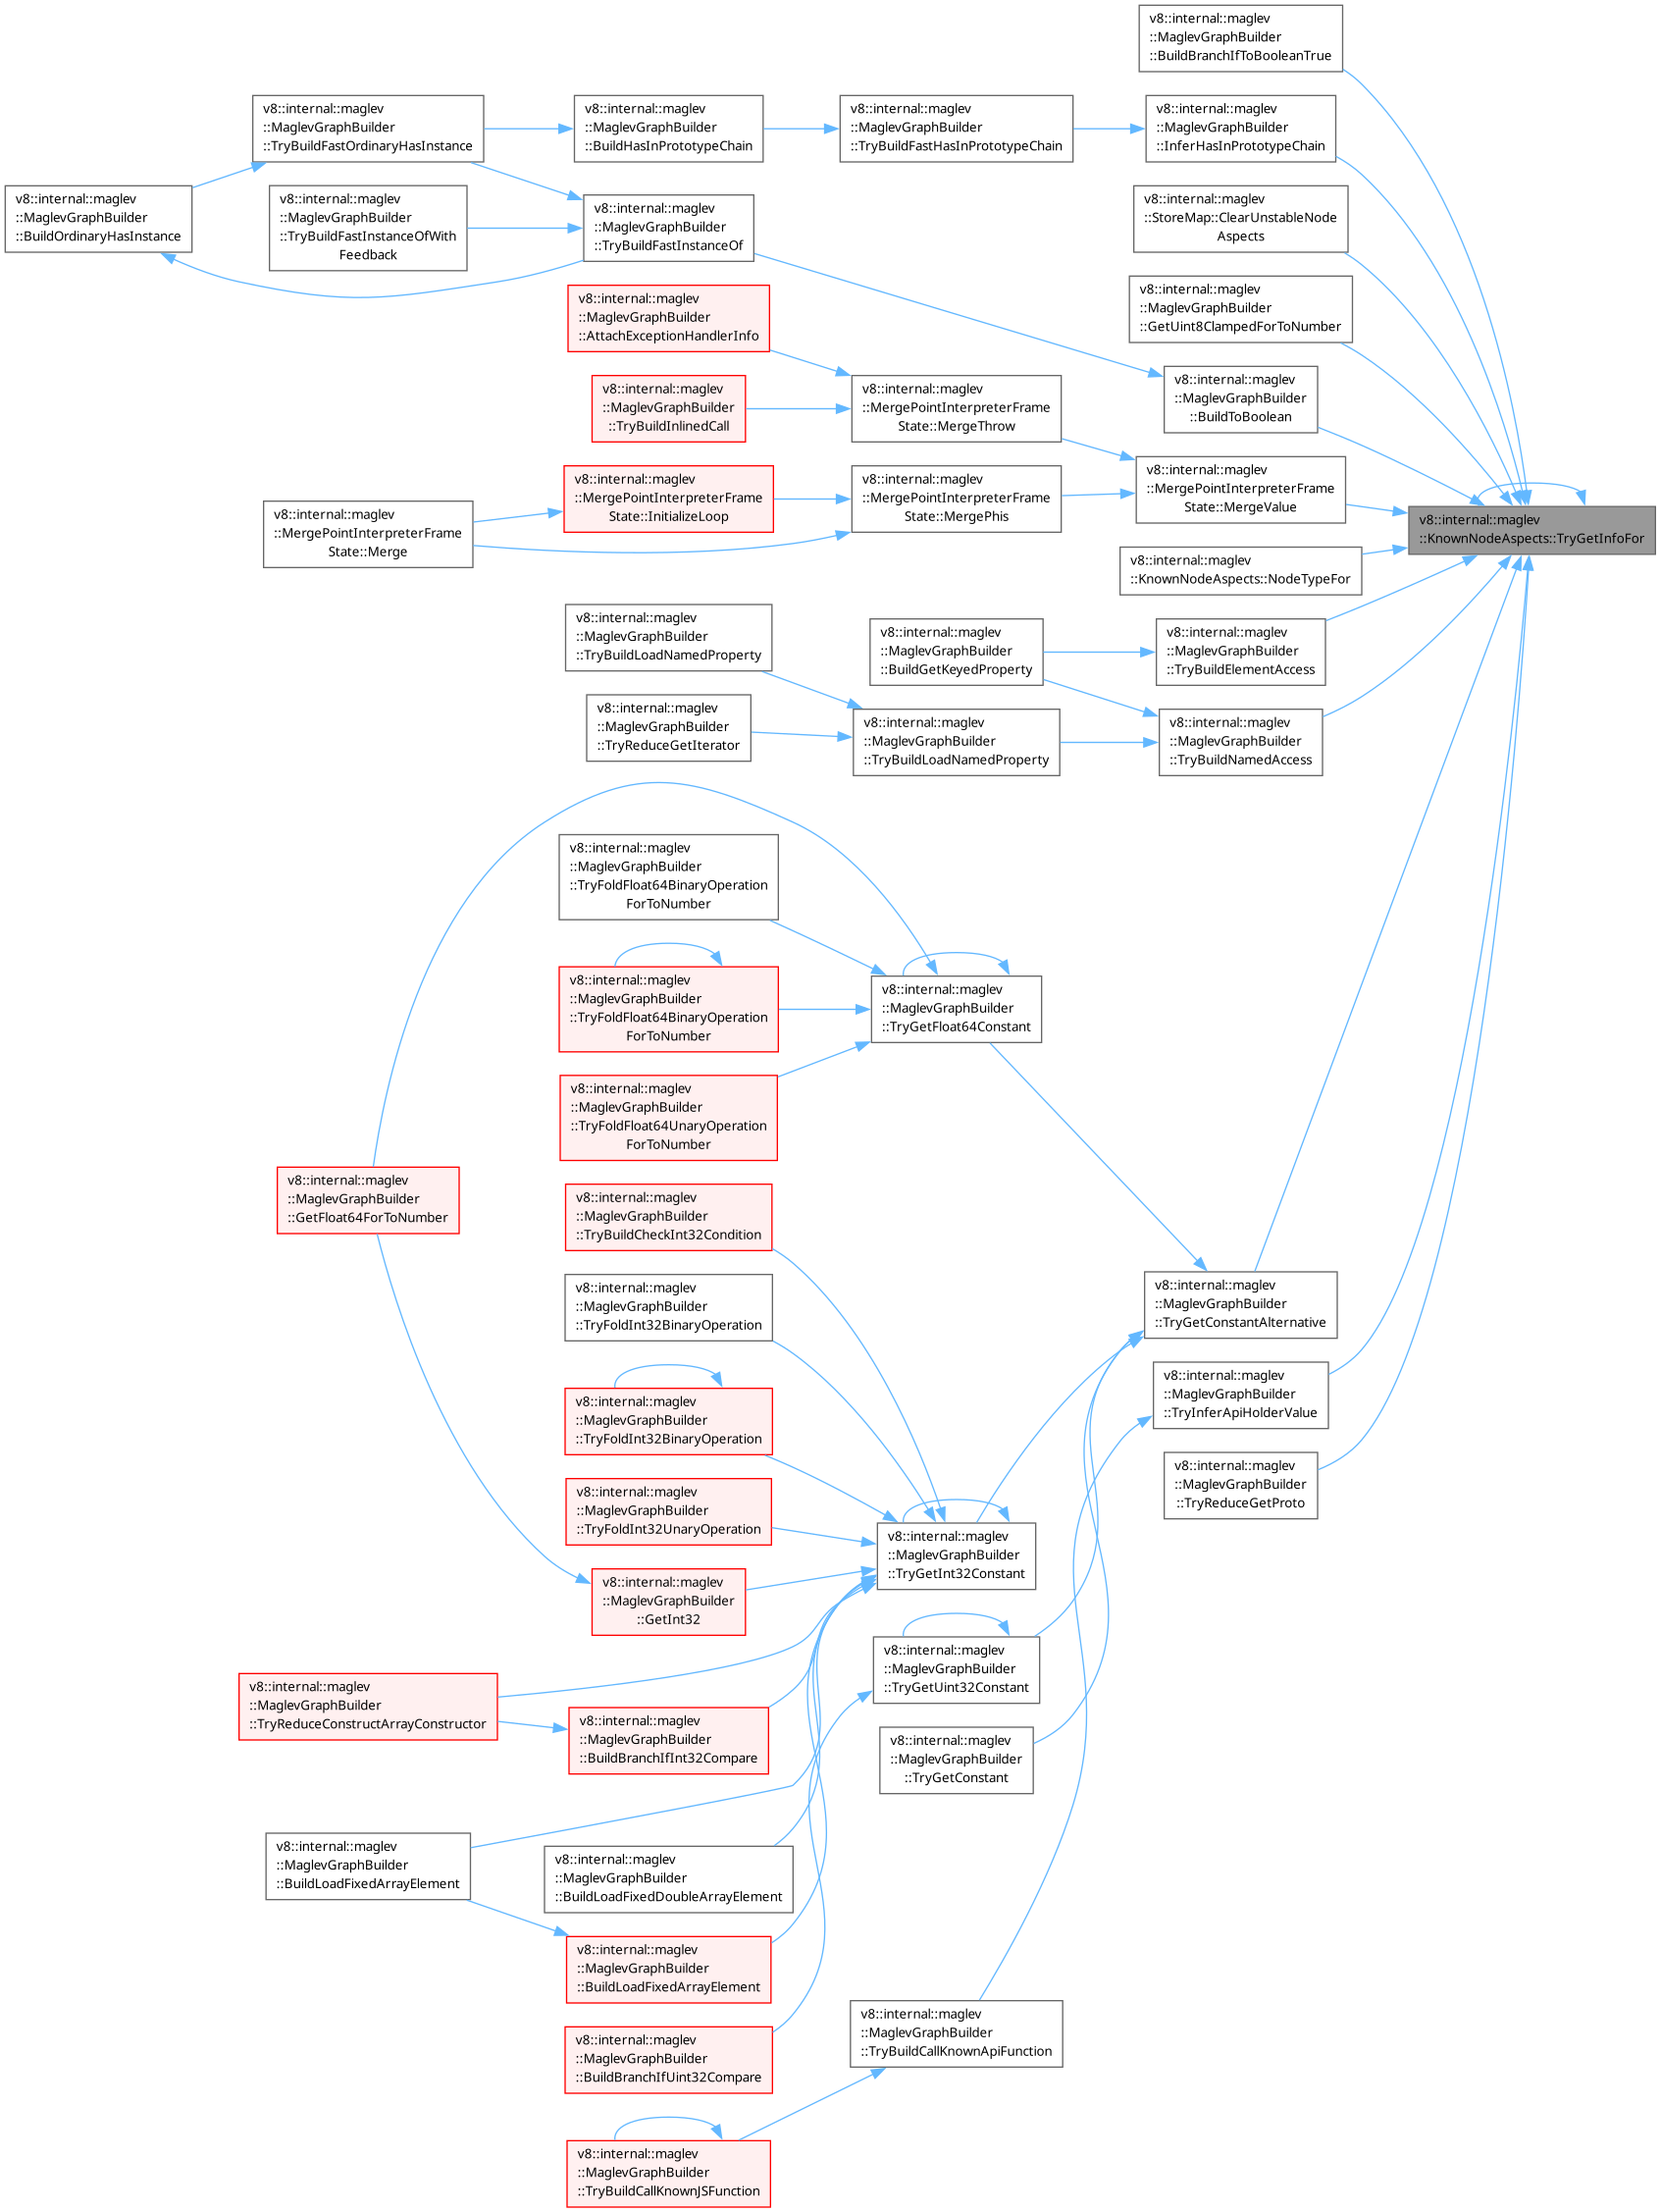 v8::internal::maglev
::MaglevGraphBuilder
::BuildBranchIfToBooleanTrue
v8::internal::maglev
::MaglevGraphBuilder
::TryBuildFastOrdinaryHasInstance
v8::internal::maglev
::MaglevGraphBuilder
::BuildHasInPrototypeChain
v8::internal::maglev
::MaglevGraphBuilder
::TryBuildFastHasInPrototypeChain
v8::internal::maglev
::MaglevGraphBuilder
::InferHasInPrototypeChain
v8::internal::maglev
::MaglevGraphBuilder
::BuildOrdinaryHasInstance
v8::internal::maglev
::MaglevGraphBuilder
::TryBuildFastInstanceOfWith
Feedback
v8::internal::maglev
::MaglevGraphBuilder
::TryBuildFastInstanceOf
v8::internal::maglev
::StoreMap::ClearUnstableNode
Aspects
v8::internal::maglev
::MaglevGraphBuilder
::AttachExceptionHandlerInfo
v8::internal::maglev
::MaglevGraphBuilder
::GetUint8ClampedForToNumber
v8::internal::maglev
::MaglevGraphBuilder
::TryBuildInlinedCall
v8::internal::maglev
::MergePointInterpreterFrame
State::MergeThrow
v8::internal::maglev
::MaglevGraphBuilder
::BuildToBoolean
v8::internal::maglev
::MergePointInterpreterFrame
State::Merge
v8::internal::maglev
::MergePointInterpreterFrame
State::InitializeLoop
v8::internal::maglev
::MergePointInterpreterFrame
State::MergePhis
v8::internal::maglev
::MergePointInterpreterFrame
State::MergeValue
v8::internal::maglev
::KnownNodeAspects::TryGetInfoFor
v8::internal::maglev
::KnownNodeAspects::NodeTypeFor
v8::internal::maglev
::MaglevGraphBuilder
::TryBuildLoadNamedProperty
v8::internal::maglev
::MaglevGraphBuilder
::BuildGetKeyedProperty
v8::internal::maglev
::MaglevGraphBuilder
::TryBuildElementAccess
v8::internal::maglev
::MaglevGraphBuilder
::TryReduceGetIterator
v8::internal::maglev
::MaglevGraphBuilder
::TryBuildLoadNamedProperty
v8::internal::maglev
::MaglevGraphBuilder
::TryBuildNamedAccess
v8::internal::maglev
::MaglevGraphBuilder
::TryFoldFloat64BinaryOperation
ForToNumber
v8::internal::maglev
::MaglevGraphBuilder
::TryFoldFloat64BinaryOperation
ForToNumber
v8::internal::maglev
::MaglevGraphBuilder
::TryGetFloat64Constant
v8::internal::maglev
::MaglevGraphBuilder
::TryFoldFloat64UnaryOperation
ForToNumber
v8::internal::maglev
::MaglevGraphBuilder
::GetFloat64ForToNumber
v8::internal::maglev
::MaglevGraphBuilder
::TryBuildCheckInt32Condition
v8::internal::maglev
::MaglevGraphBuilder
::TryFoldInt32BinaryOperation
v8::internal::maglev
::MaglevGraphBuilder
::TryGetConstantAlternative
v8::internal::maglev
::MaglevGraphBuilder
::TryFoldInt32BinaryOperation
v8::internal::maglev
::MaglevGraphBuilder
::TryInferApiHolderValue
v8::internal::maglev
::MaglevGraphBuilder
::TryFoldInt32UnaryOperation
v8::internal::maglev
::MaglevGraphBuilder
::TryReduceGetProto
v8::internal::maglev
::MaglevGraphBuilder
::TryGetInt32Constant
v8::internal::maglev
::MaglevGraphBuilder
::GetInt32
v8::internal::maglev
::MaglevGraphBuilder
::TryGetUint32Constant
v8::internal::maglev
::MaglevGraphBuilder
::TryReduceConstructArrayConstructor
v8::internal::maglev
::MaglevGraphBuilder
::BuildBranchIfInt32Compare
v8::internal::maglev
::MaglevGraphBuilder
::TryGetConstant
v8::internal::maglev
::MaglevGraphBuilder
::BuildLoadFixedArrayElement
v8::internal::maglev
::MaglevGraphBuilder
::BuildLoadFixedDoubleArrayElement
v8::internal::maglev
::MaglevGraphBuilder
::BuildLoadFixedArrayElement
v8::internal::maglev
::MaglevGraphBuilder
::TryBuildCallKnownApiFunction
v8::internal::maglev
::MaglevGraphBuilder
::BuildBranchIfUint32Compare
v8::internal::maglev
::MaglevGraphBuilder
::TryBuildCallKnownJSFunction